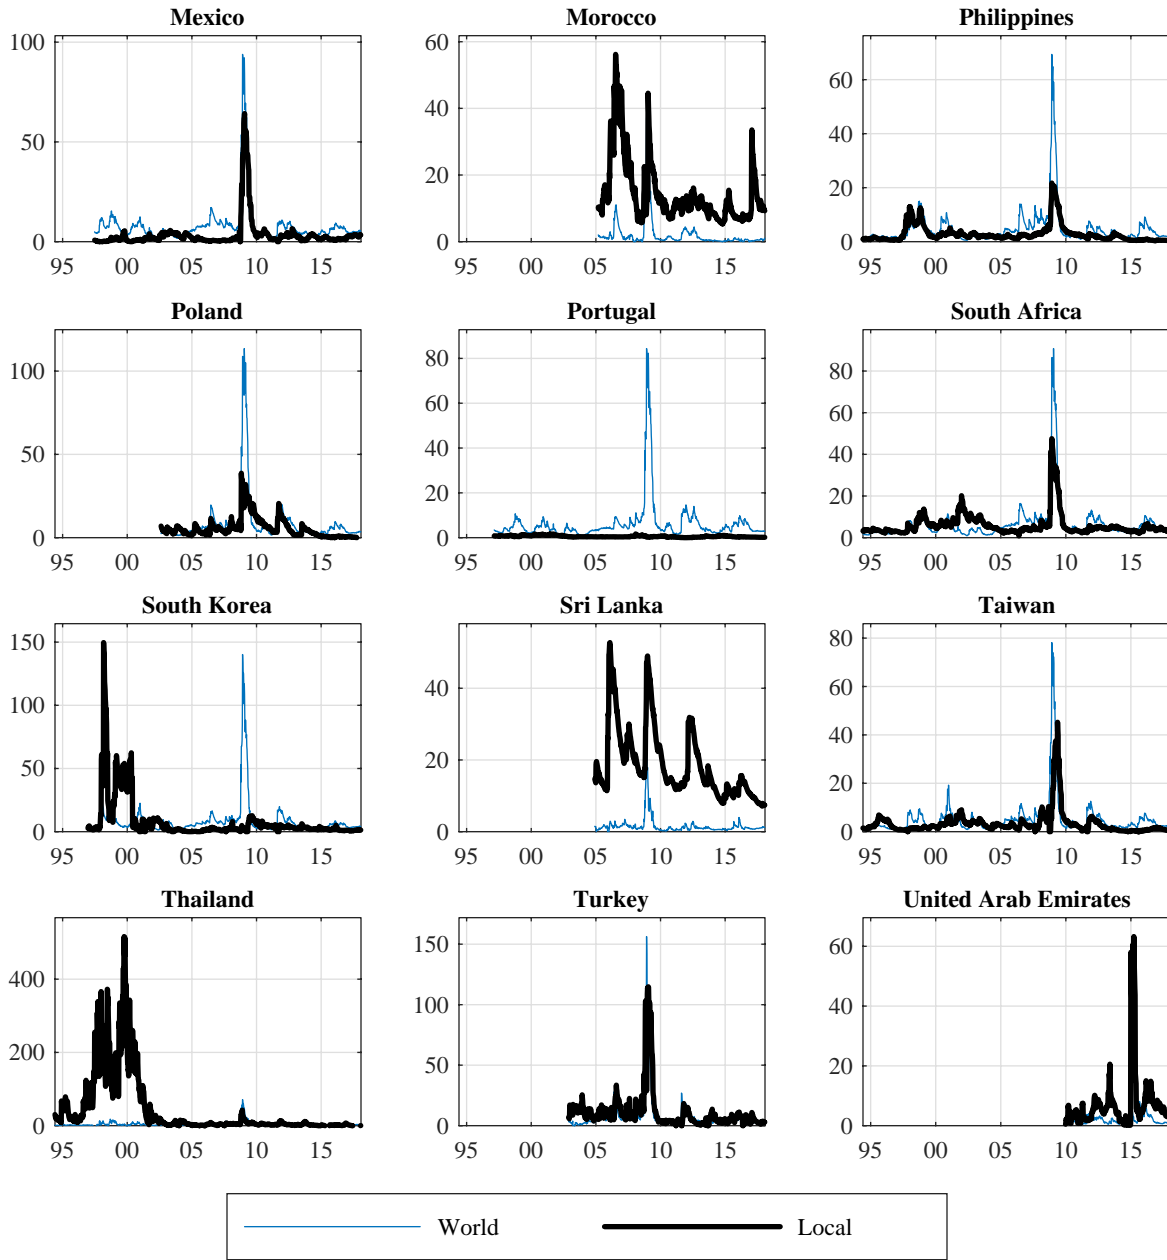 Mexico Morocco Philippines
100
50
0
95 00 05 10 15
60
40
20
0
95 00 05 10 15
60
40
20
0
95 00 05 10 15
Poland Portugal South Africa
100
50
0
95 00 05 10 15
80
60
40
20
0
95 00 05 10 15
80
60
40
20
0
95 00 05 10 15
South Korea Sri Lanka Taiwan
150
100
50
0
95 00 05 10 15
40
20
0
95 00 05 10 15
80
60
40
20
0
95 00 05 10 15
Thailand Turkey United Arab Emirates
400
200
0
95 00 05 10 15
150
100
50
0
95 00 05 10 15
60
40
20
0
95 00 05 10 15
World Local